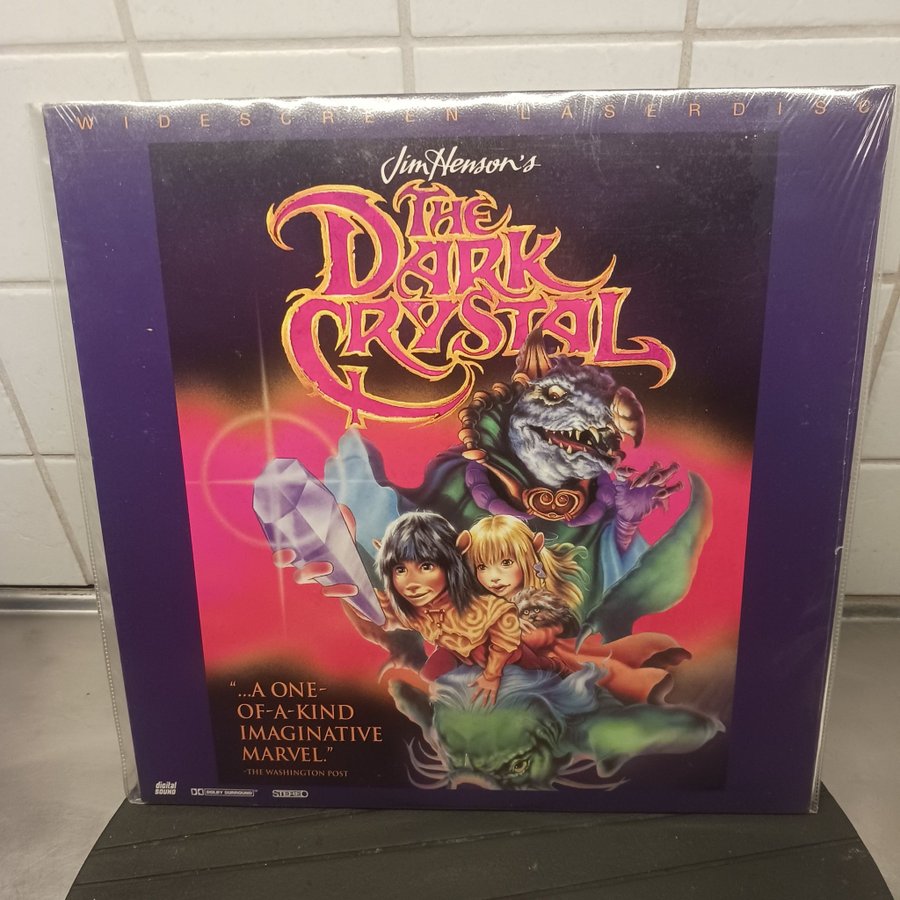 WIDESCREEN LASERDISC
Jim Henson's
THE
DARK
CRYSTAL
"...A ONE-
OF-A-KIND
IMAGINATIVE
MARVEL."
-THE WASHINGTON POST
digital
SOUND
DOLBY SURROUND
STEREO